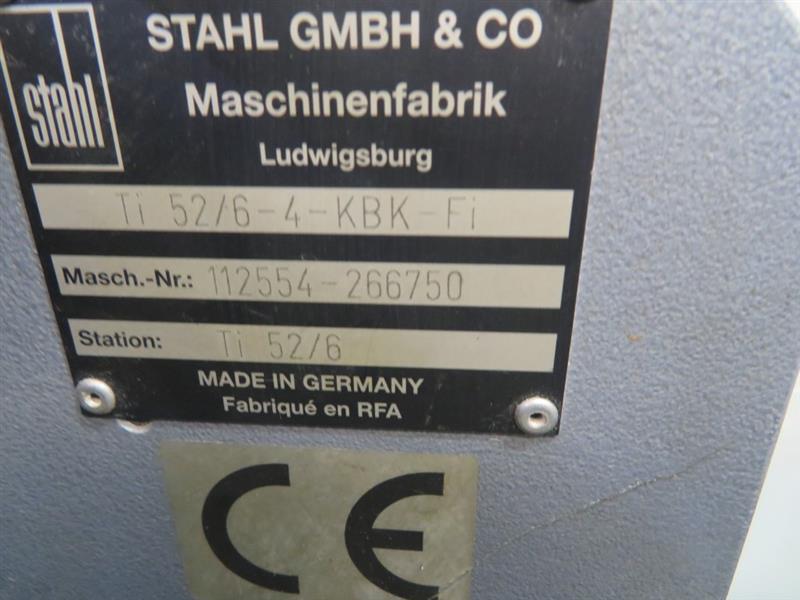 stahl
STAHL GMBH & CO
Maschinenfabrik
Ludwigsburg
Ti 52/6-4-KBK-Fi
Masch.-Nr.: 112554-266750
Station: Ti 52/6
MADE IN GERMANY
Fabriqué en RFA
CE